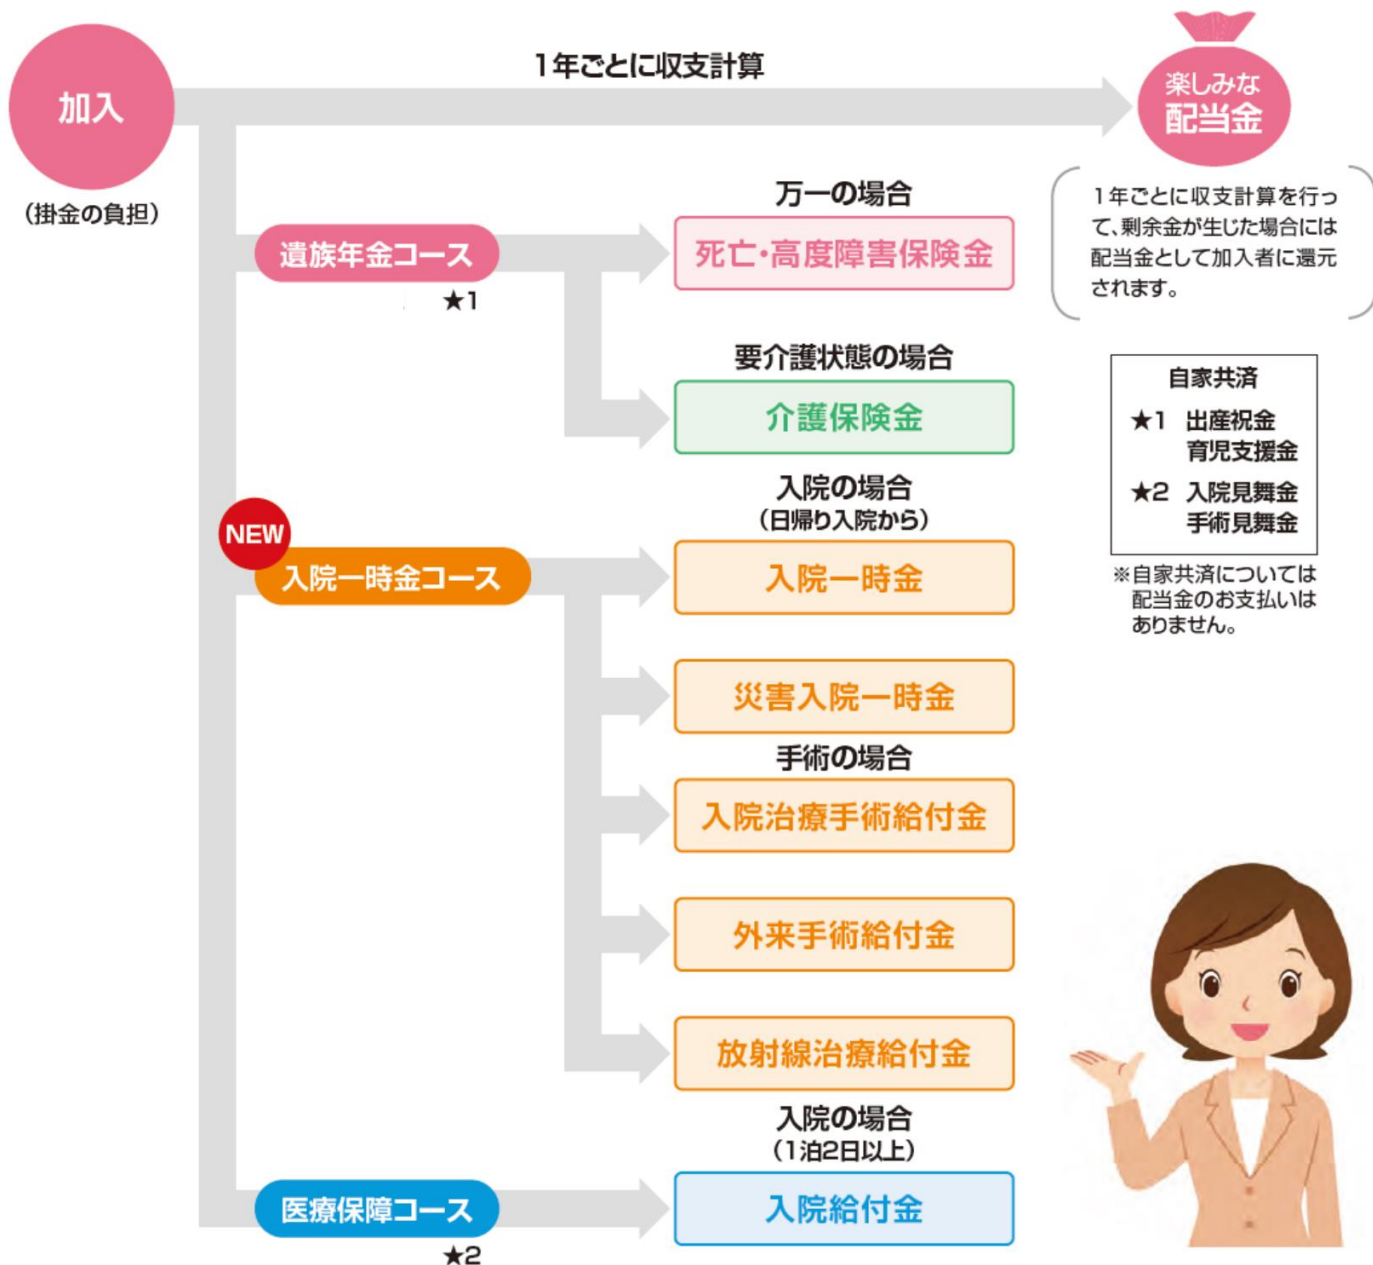 加入
(掛金の負担)
1年ごとに収支計算
楽しみな
配当金
1年ごとに収支計算を行っ
て、剰余金が生じた場合には
配当金として加入者に還元
されます。
遺族年金コース
★1
万一の場合
死亡・高度障害保険金
要介護状態の場合
介護保険金
自家共済
★1 出産祝金
育児支援金
★2 入院見舞金
手術見舞金
※自家共済については
配当金のお支払いは
ありません。
NEW
入院一時金コース
入院の場合
(日帰り入院から)
入院一時金
災害入院一時金
手術の場合
入院治療手術給付金
外来手術給付金
放射線治療給付金
医療保障コース
★2
入院の場合
(1泊2日以上)
入院給付金